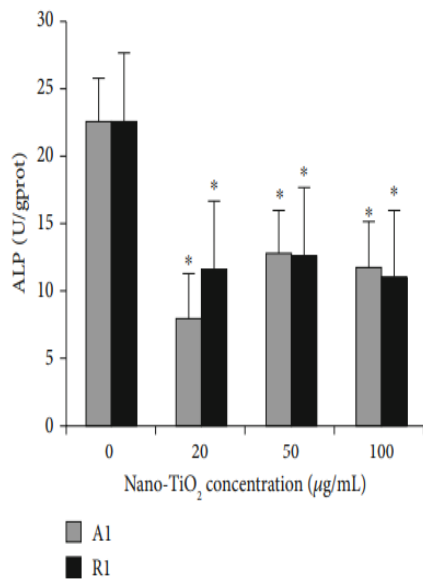 30
25
20
15
10
5
0
ALP (U/gprot)
* * * * * *
0 20 50 100
Nano-TiO₂ concentration (μg/mL)
A1
R1